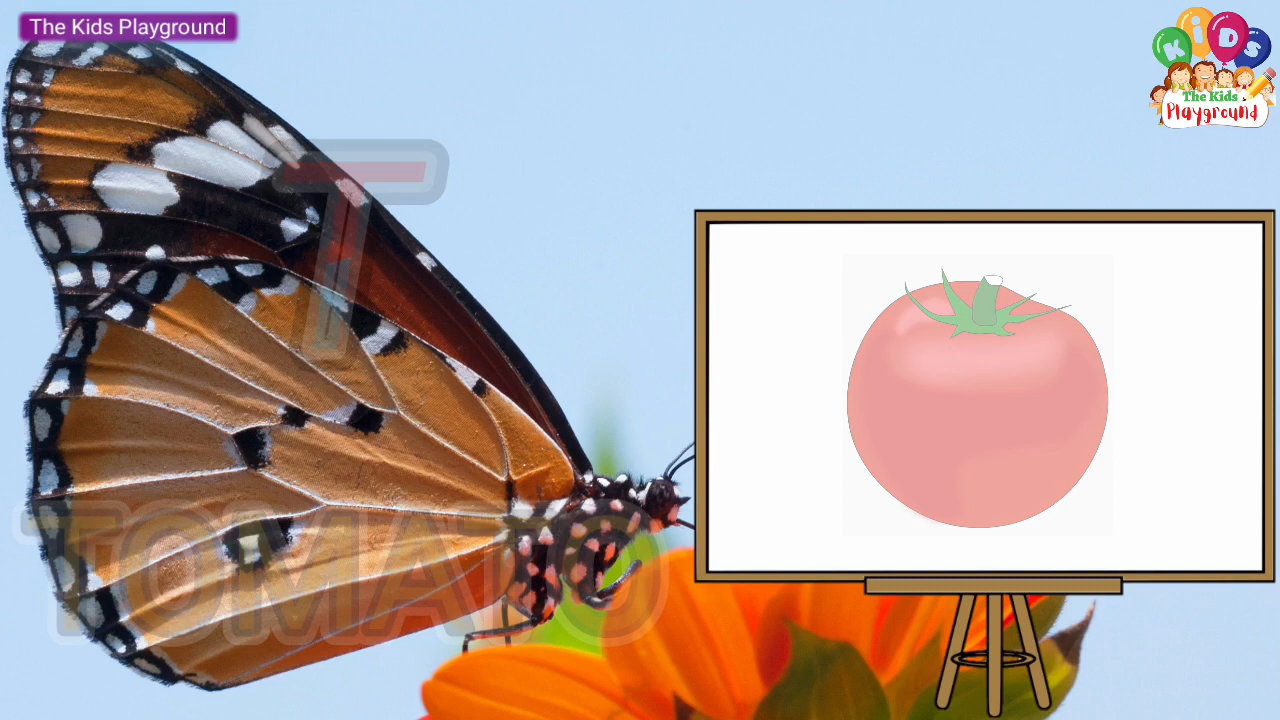 The Kids Playground
KiDS
The Kids
Playground
T
TOMATO